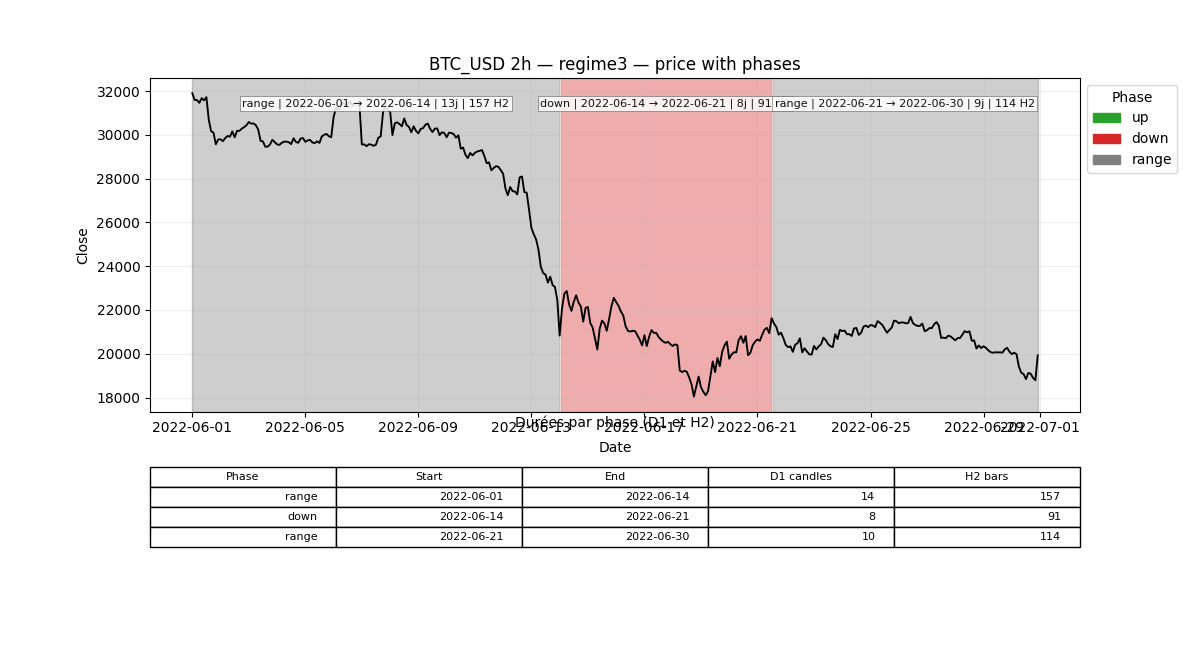 BTC_USD 2h — regime3 — price with phases
32000
30000
28000
26000
24000
22000
20000
18000
Close
range | 2022-06-01 → 2022-06-14 | 13j | 157 H2
down | 2022-06-14 → 2022-06-21 | 8j | 91
range | 2022-06-21 → 2022-06-30 | 9j | 114 H2
Phase
up
down
range
Durées par phase (D1 et H2)
2022-06-01 2022-06-05 2022-06-09 2022-06-13 2022-06-17 2022-06-21 2022-06-25 2022-06-29 2022-07-01
Date
Phase Start End D1 candles H2 bars
range 2022-06-01 2022-06-14 14 157
down 2022-06-14 2022-06-21 8 91
range 2022-06-21 2022-06-30 10 114